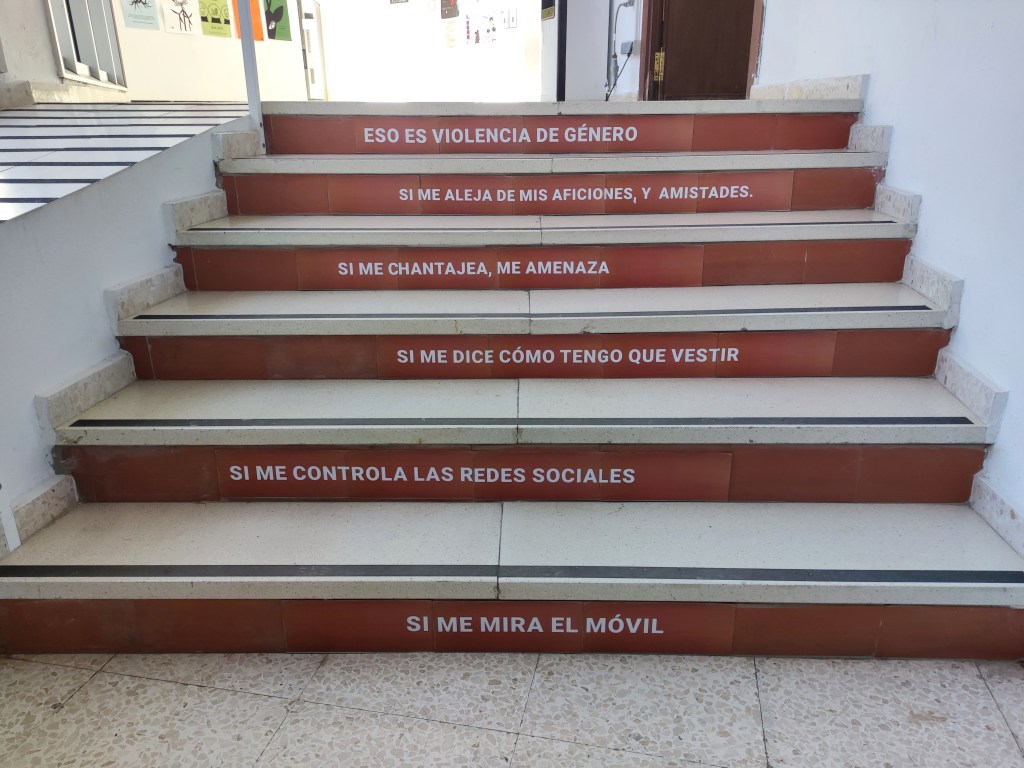 ESO ES VIOLENCIA DE GÉNERO
SI ME ALEJA DE MIS AFICIONES, Y AMISTADES.
SI ME CHANTAJEA, ME AMENAZA
SI ME DICE CÓMO TENGO QUE VESTIR
SI ME CONTROLA LAS REDES SOCIALES
SI ME MIRA EL MÓVIL